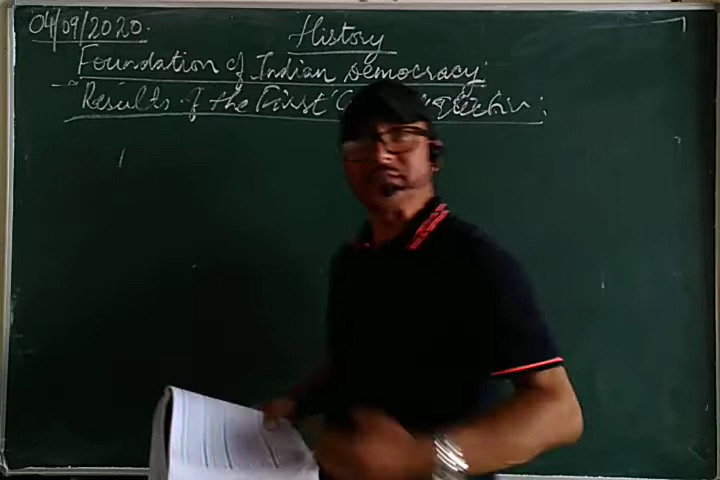 04/09/2020.
History
Foundation of Indian Democracy.
Results of the First